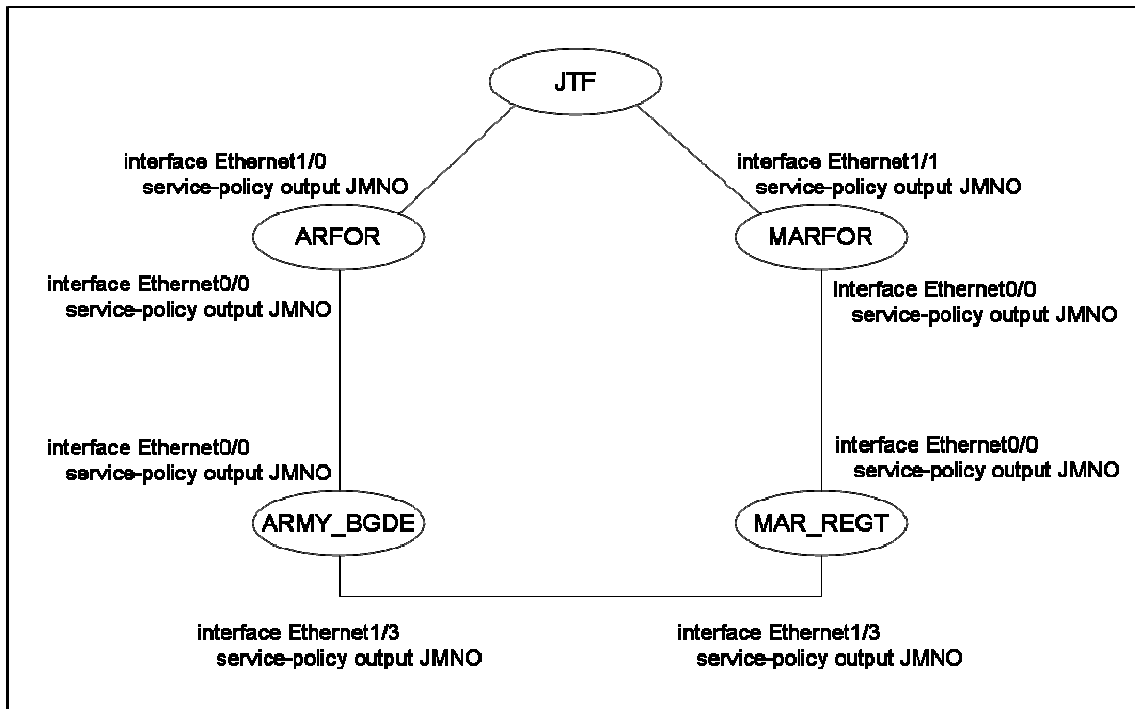 JTF
interface Ethernet1/0
service-policy output JMNO
interface Ethernet1/1
service-policy output JMNO
ARFOR
MARFOR
interface Ethernet0/0
service-policy output JMNO
interface Ethernet0/0
service-policy output JMNO
interface Ethernet0/0
service-policy output JMNO
interface Ethernet0/0
service-policy output JMNO
ARMY_BGDE
MAR_REGT
interface Ethernet1/3
service-policy output JMNO
interface Ethernet1/3
service-policy output JMNO